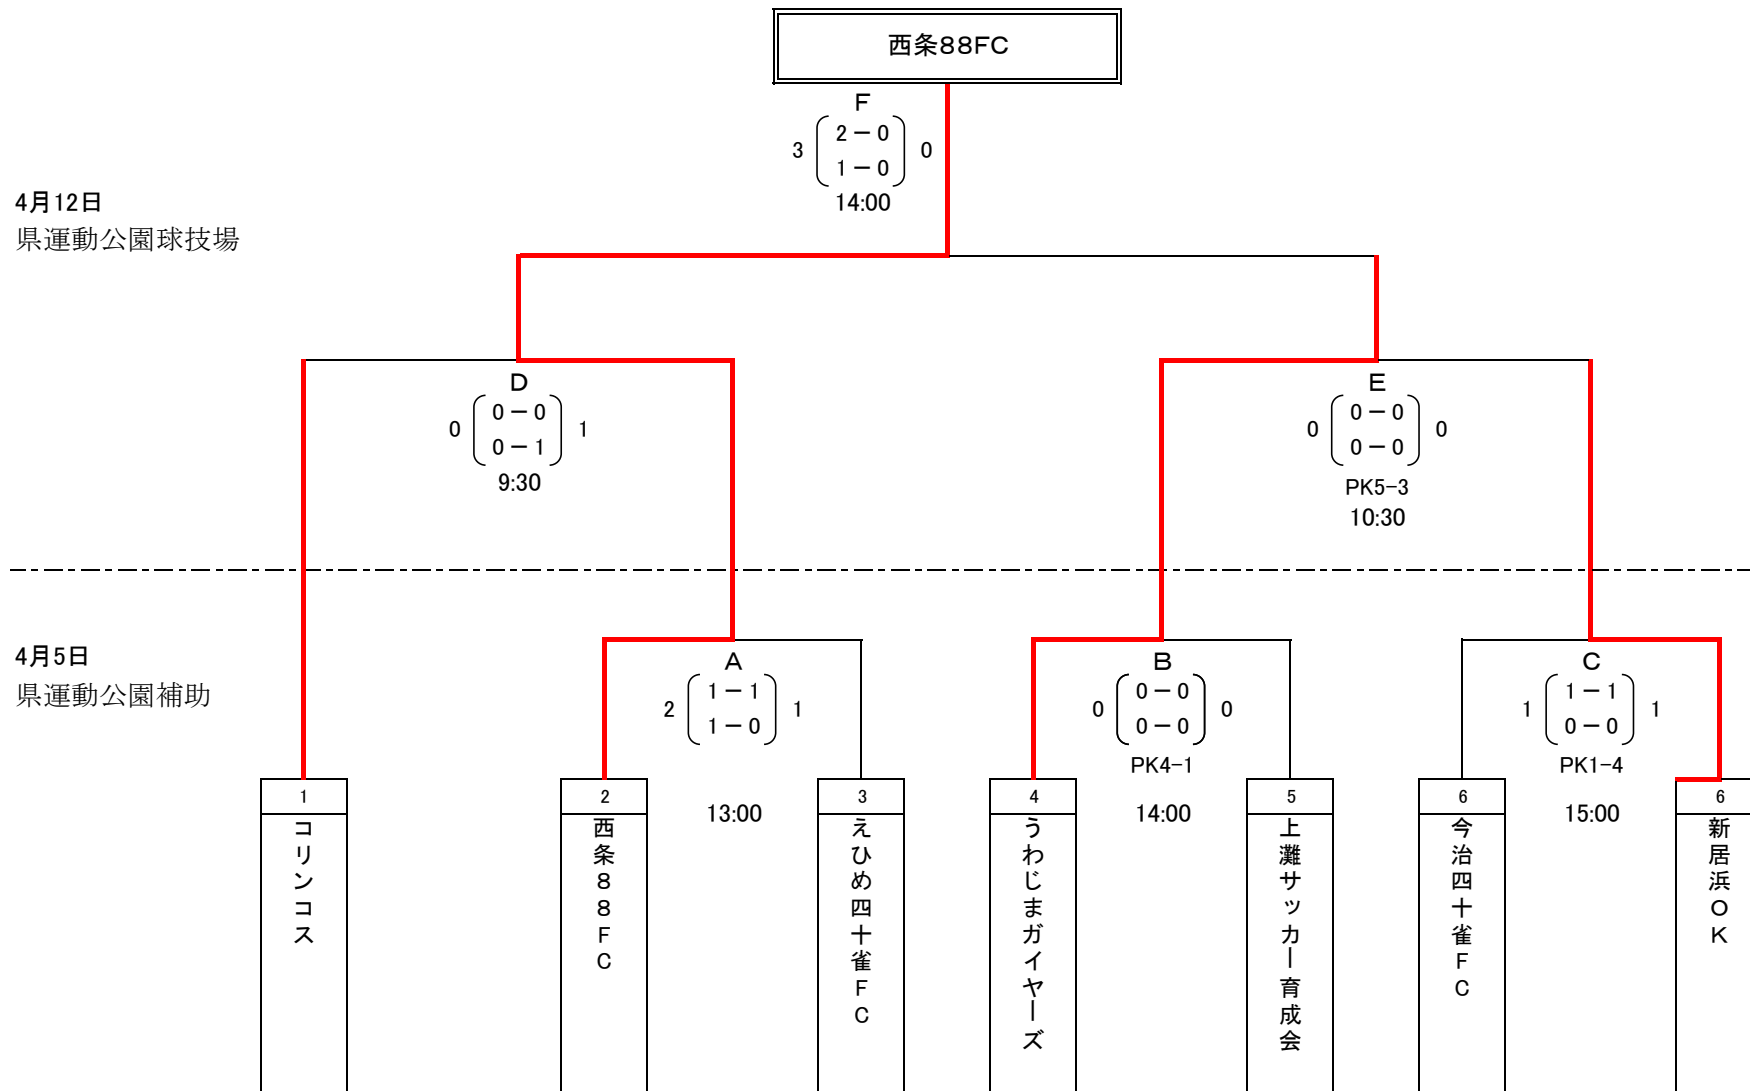 西条88FC
F
3 2－0 0
1－0
14:00
4月12日
県運動公園球技場
D
0 0－0 1
0－1
9:30
E
0 0－0 0
0－0
PK5-3
10:30
4月5日
県運動公園補助
A
2 1－1 1
1－0
13:00
B
0 0－0 0
0－0
PK4-1
14:00
C
1 1－1 1
0－0
PK1-4
15:00
1
コリンコス
2
西条88FC
3
えひめ四十雀FC
4
うわじまガイヤーズ
5
上灘サッカー育成会
6
今治四十雀FC
6
新居浜OK